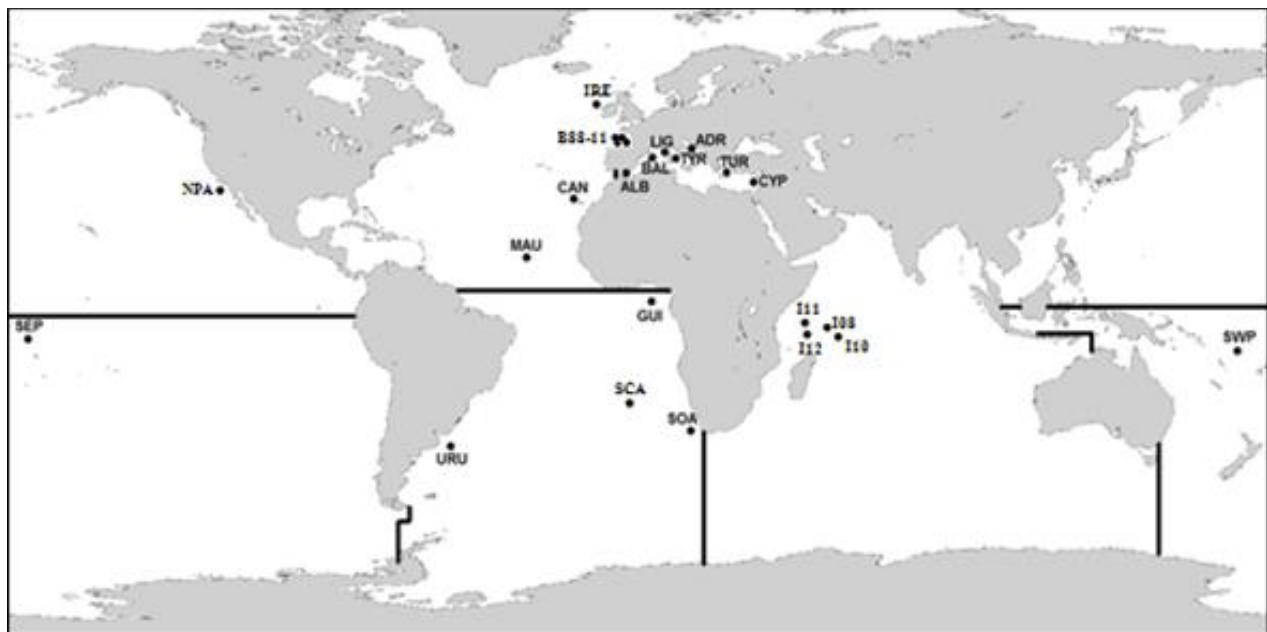 IRE
BSS-11
LIG
ADR
BAL
TYR
TUR
NPA
CAN
ALB
CYP
MAU
GUI
I11
I08
SEP
I12
I10
SWP
SCA
SOA
URU